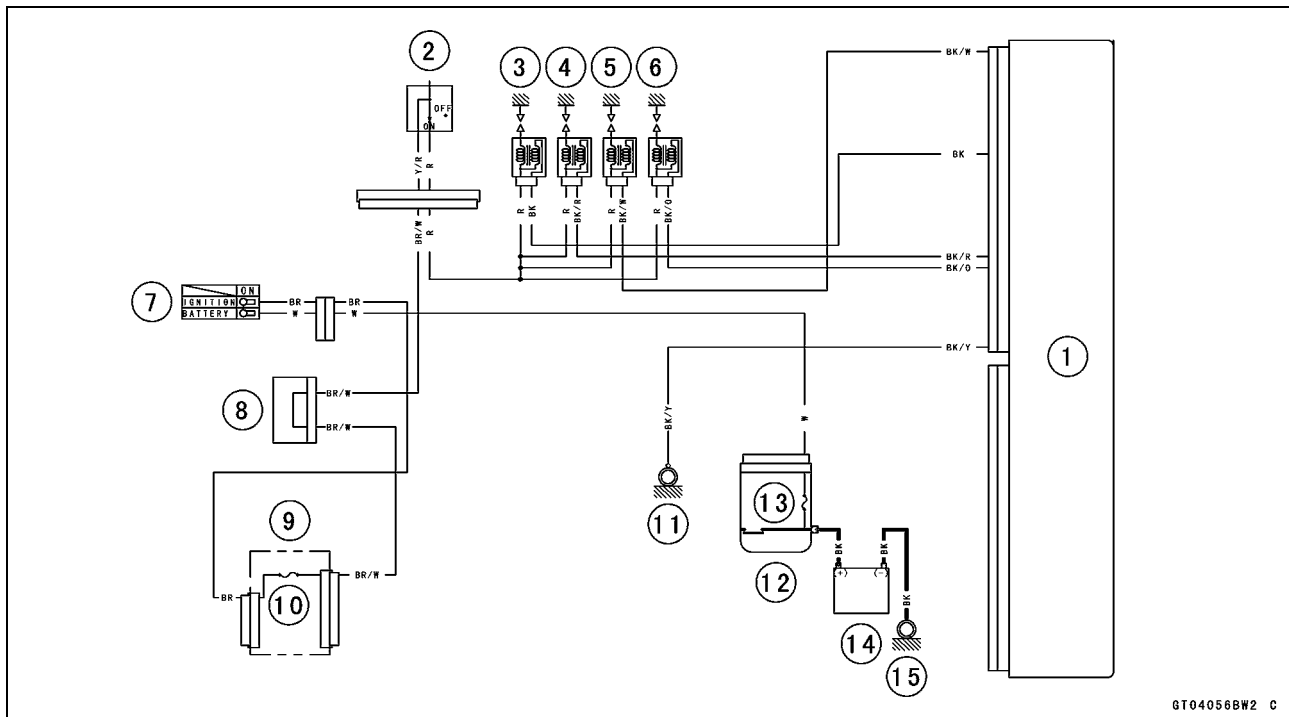 2
3 4 5 6
OFF
ON
Y/R R
R BK R BK/R R BK/W R BK/O
BR/W R
BK/W
BK
BK/R
BK/O
7
ON
IGNITION
BATTERY
BR BR
W W
BK/Y
1
8
BR/W
BR/W
BK/Y
W
11
9
10
BR
BR/W
13
12
BK
BK
(+) (-)
14
BK
15
GT04056BW2 C